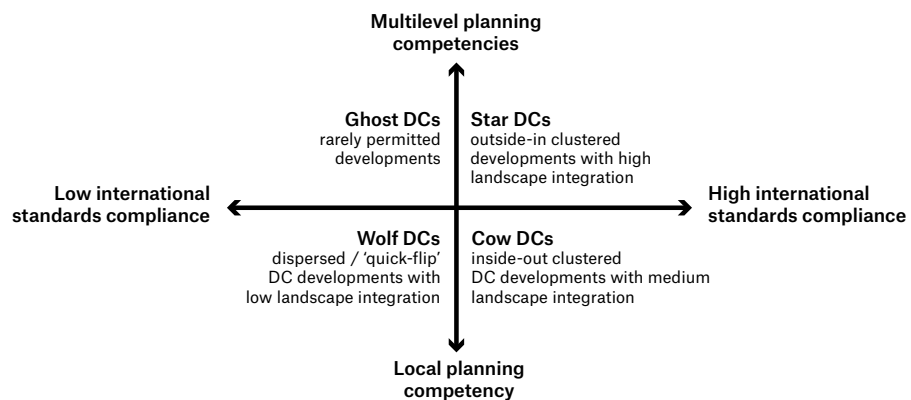 Multilevel planning
competencies
Ghost DCs
rarely permitted
developments
Star DCs
outside-in clustered
developments with high
landscape integration
Low international
standards compliance
High international
standards compliance
Wolf DCs
dispersed / ‘quick-flip’
DC developments with
low landscape integration
Cow DCs
inside-out clustered
DC developments with medium
landscape integration
Local planning
competency